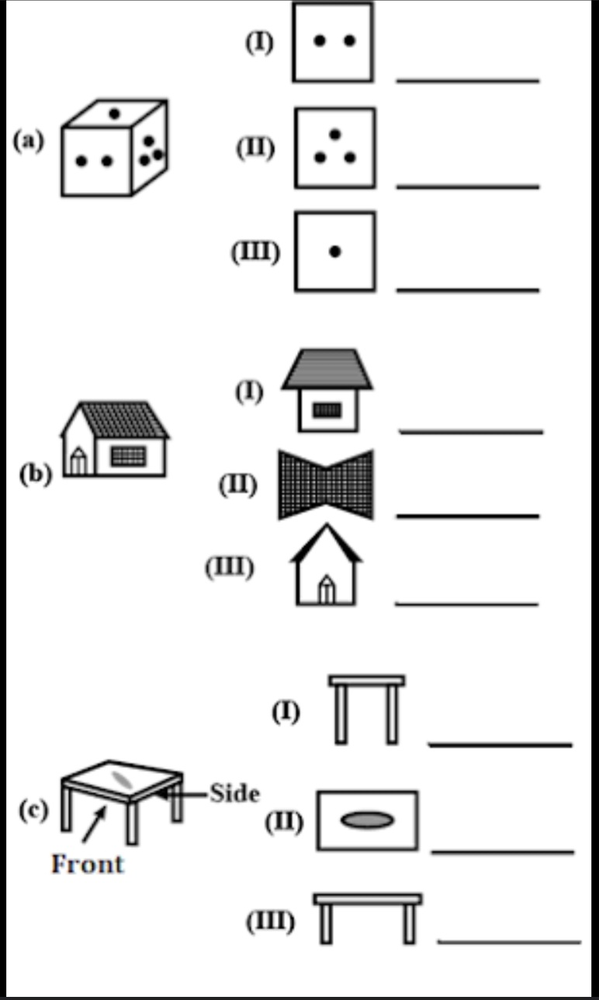 (I)
(a)
(II)
(III)
(I)
(b)
(II)
(III)
(I)
Side
(c)
(II)
Front
(III)